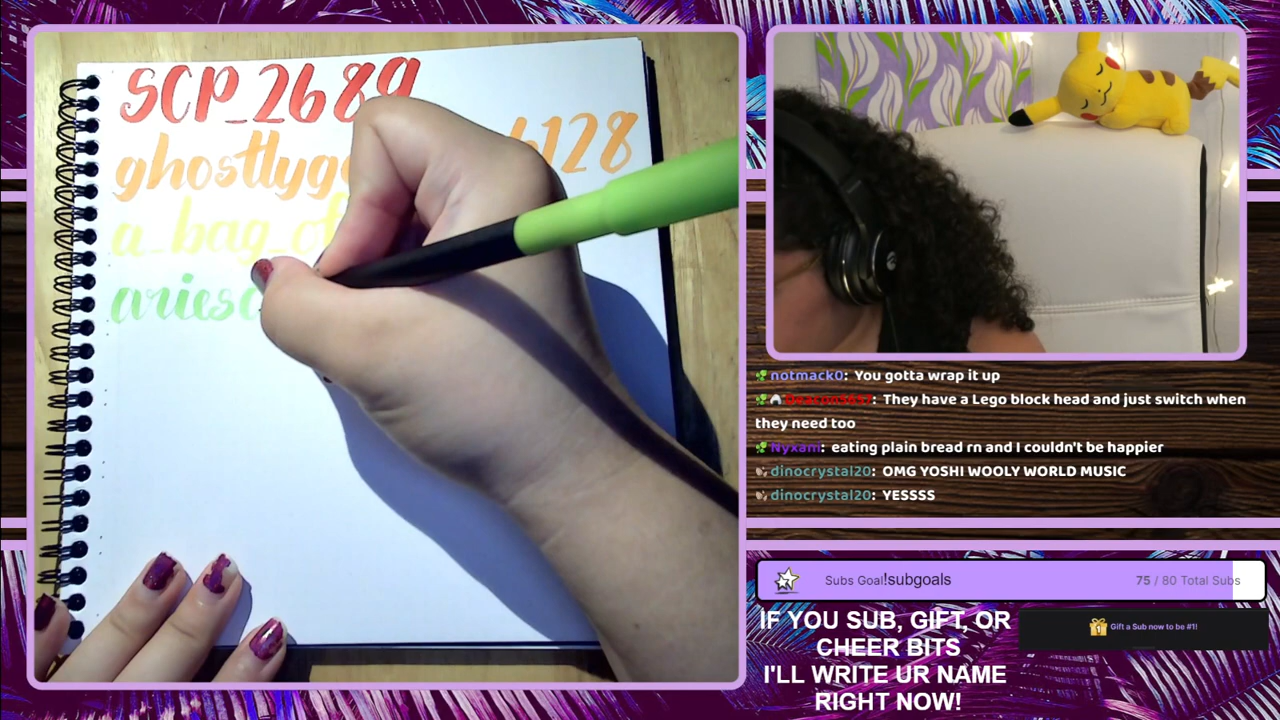 SCP_2689
128
a_bag_of
notmack0: You gotta wrap it up
Deacon3637: They have a Lego block head and just switch when
they need too
Nyxam: eating plain bread rn and I couldn't be happier
dinocrystal20: OMG YOSHI WOOLY WORLD MUSIC
dinocrystal20: YESSSS
Subs Goal!subgoals
75 / 80 Total Subs
IF YOU SUB, GIFT, OR
CHEER BITS
I'LL WRITE UR NAME
RIGHT NOW!
Gift a Sub now to be #1!